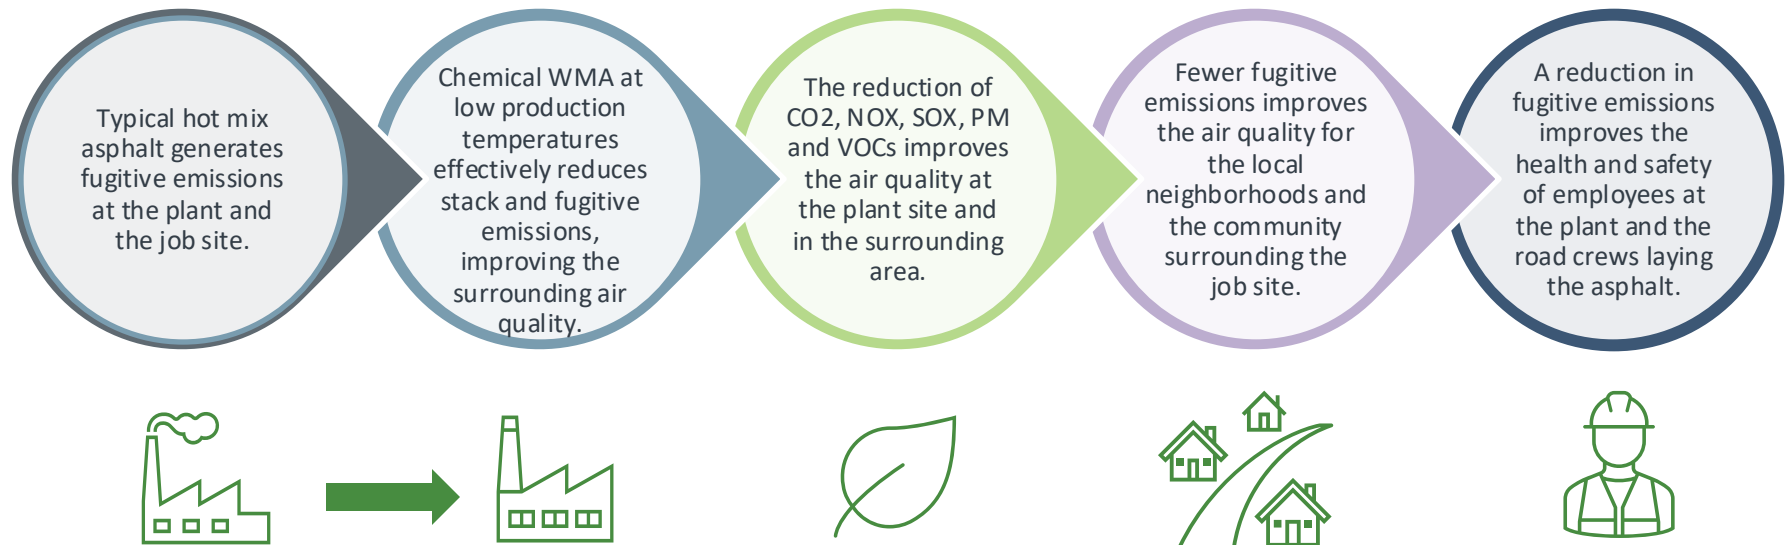 Typical hot mix
asphalt generates
fugitive emissions
at the plant and
the job site.
Chemical WMA at
low production
temperatures
effectively reduces
stack and fugitive
emissions,
improving the
surrounding air
quality.
The reduction of
CO2, NOX, SOX, PM
and VOCs improves
the air quality at
the plant site and
in the surrounding
area.
Fewer fugitive
emissions improves
the air quality for
the local
neighborhoods and
the community
surrounding the
job site.
A reduction in
fugitive emissions
improves the
health and safety
of employees at
the plant and the
road crews laying
the asphalt.